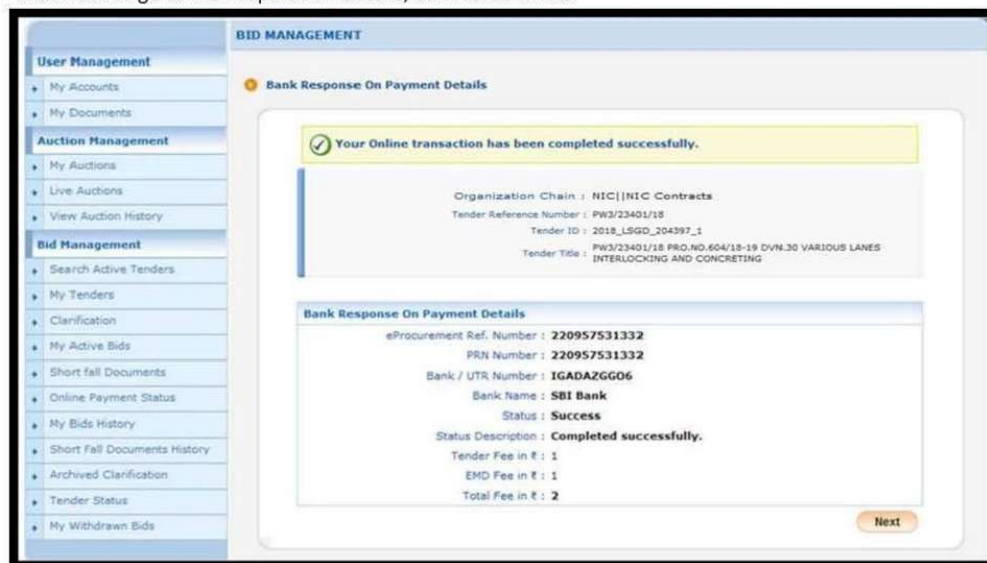 BID MANAGEMENT
User Management
My Accounts
My Documents
Auction Management
My Auctions
Live Auctions
View Auction History
Bid Management
Search Active Tenders
My Tenders
Clarification
My Active Bids
Short fall Documents
Online Payment Status
My Bids History
Short Fall Documents History
Archived Clarification
Tender Status
My Withdrawn Bids
Bank Response On Payment Details
Your Online transaction has been completed successfully.
Organization Chain : NIC||NIC Contracts
Tender Reference Number : PW3/23401/18
Tender ID : 2018_LSGD_204397_1
Tender Title : PW3/23401/18 PRO.NO.604/18-19 DVN.30 VARIOUS LANES
INTERLOCKING AND CONCRETING
Bank Response On Payment Details
eProcurement Ref. Number : 220957531332
PRN Number : 220957531332
Bank / UTR Number : IGADAZGGO6
Bank Name : SBI Bank
Status : Success
Status Description : Completed successfully.
Tender Fee in ₹ : 1
EMD Fee in ₹ : 1
Total Fee in ₹ : 2
Next